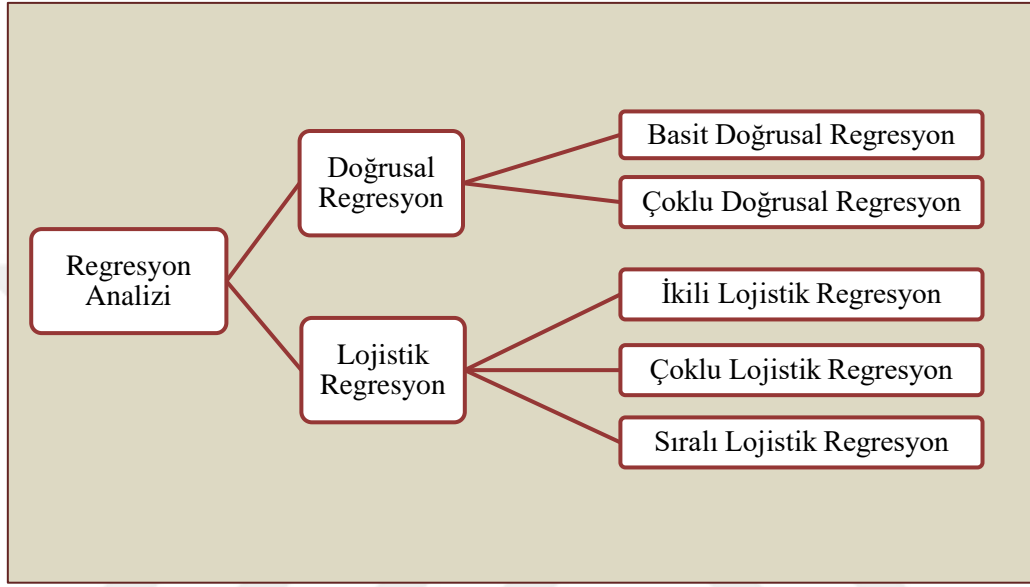 Regresyon
Analizi
Doğrusal
Regresyon
Basit Doğrusal Regresyon
Çoklu Doğrusal Regresyon
Lojistik
Regresyon
İkili Lojistik Regresyon
Çoklu Lojistik Regresyon
Sıralı Lojistik Regresyon